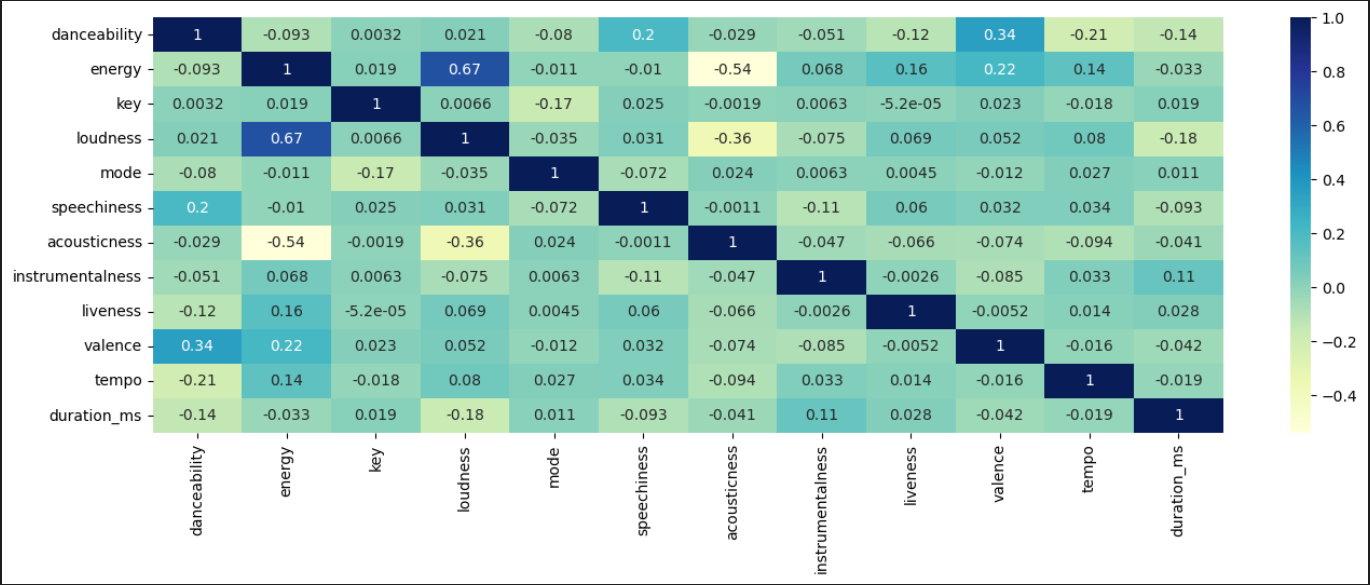 danceability 1 -0.093 0.0032 0.021 -0.08 0.2 -0.029 -0.051 -0.12 0.34 -0.21 -0.14
energy -0.093 1 0.019 0.67 -0.011 -0.01 -0.54 0.068 0.16 0.22 0.14 -0.033
key 0.0032 0.019 1 0.0066 -0.17 0.025 -0.0019 0.0063 -5.2e-05 0.023 -0.018 0.019
loudness 0.021 0.67 0.0066 1 -0.035 0.031 -0.36 -0.075 0.069 0.052 0.08 -0.18
mode -0.08 -0.011 -0.17 -0.035 1 -0.072 0.024 0.0063 0.0045 -0.012 0.027 0.011
speechiness 0.2 -0.01 0.025 0.031 -0.072 1 -0.0011 -0.11 0.06 0.032 0.034 -0.093
acousticness -0.029 -0.54 -0.0019 -0.36 0.024 -0.0011 1 -0.047 -0.066 -0.074 -0.094 -0.041
instrumentalness -0.051 0.068 0.0063 -0.075 0.0063 -0.11 -0.047 1 -0.0026 -0.085 0.033 0.11
liveness -0.12 0.16 -5.2e-05 0.069 0.0045 0.06 -0.066 -0.0026 1 -0.0052 0.014 0.028
valence 0.34 0.22 0.023 0.052 -0.012 0.032 -0.074 -0.085 -0.0052 1 -0.016 -0.042
tempo -0.21 0.14 -0.018 0.08 0.027 0.034 -0.094 0.033 0.014 -0.016 1 -0.019
duration_ms -0.14 -0.033 0.019 -0.18 0.011 -0.093 -0.041 0.11 0.028 -0.042 -0.019 1
danceability energy key loudness mode speechiness acousticness instrumentalness liveness valence tempo duration_ms
1.0
0.8
0.6
0.4
0.2
0.0
−0.2
−0.4